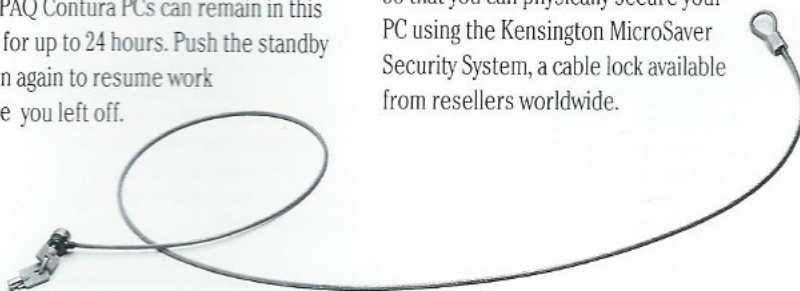 PAQ Contura PCs can remain in this
for up to 24 hours. Push the standby
n again to resume work
e you left off.
so that you can physically secure your
PC using the Kensington MicroSaver
Security System, a cable lock available
from resellers worldwide.